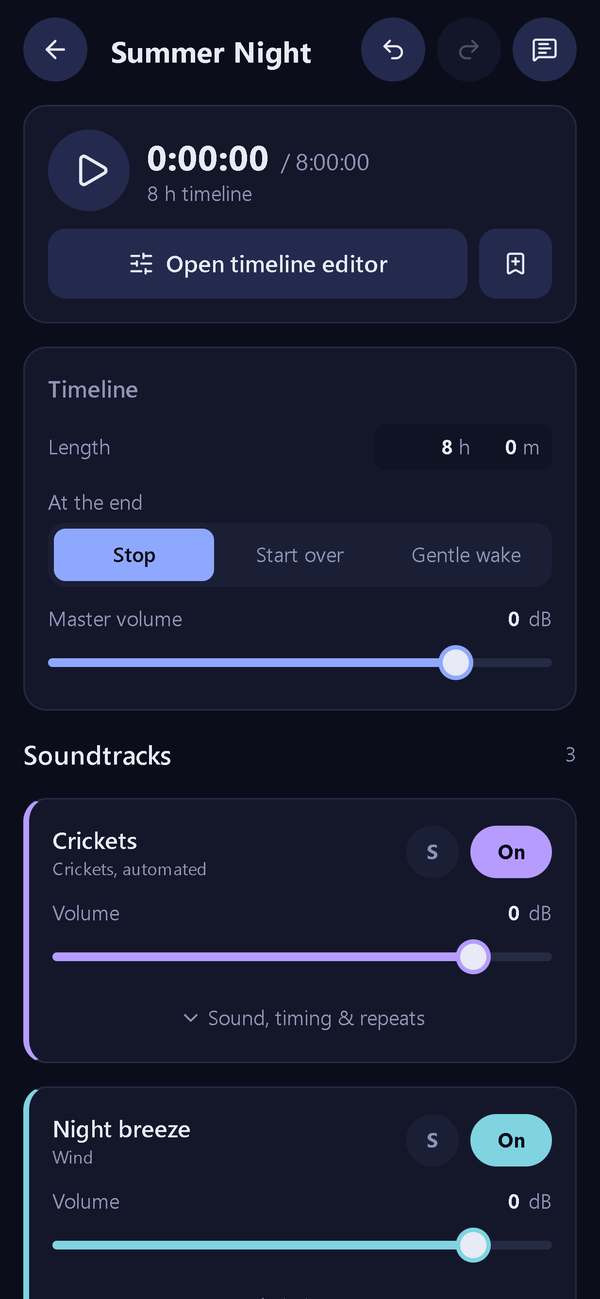 Summer Night
0:00:00 / 8:00:00
8 h timeline
Open timeline editor
Timeline
Length 8 h 0 m
At the end
Stop Start over Gentle wake
Master volume 0 dB
Soundtracks 3
Crickets
Crickets, automated
S On
Volume 0 dB
Sound, timing & repeats
Night breeze
Wind
S On
Volume 0 dB